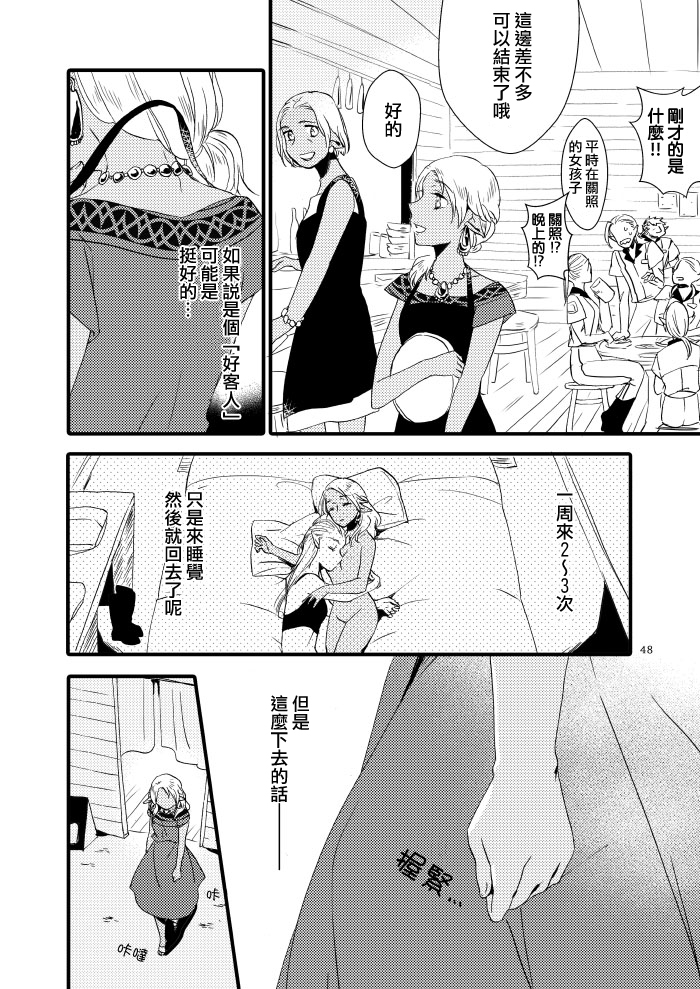 剛才的是
什麼!!
平時在關照
的女孩子
關照!?
晚上的!?
這邊差不多
可以結束了哦
好的
如果說是個「好客人」
可能是
挺好的…
一周來2～3次
只是來睡覺
然後就回去了呢
48
握緊…
但是
這麼下去的話——
咔
咔噠